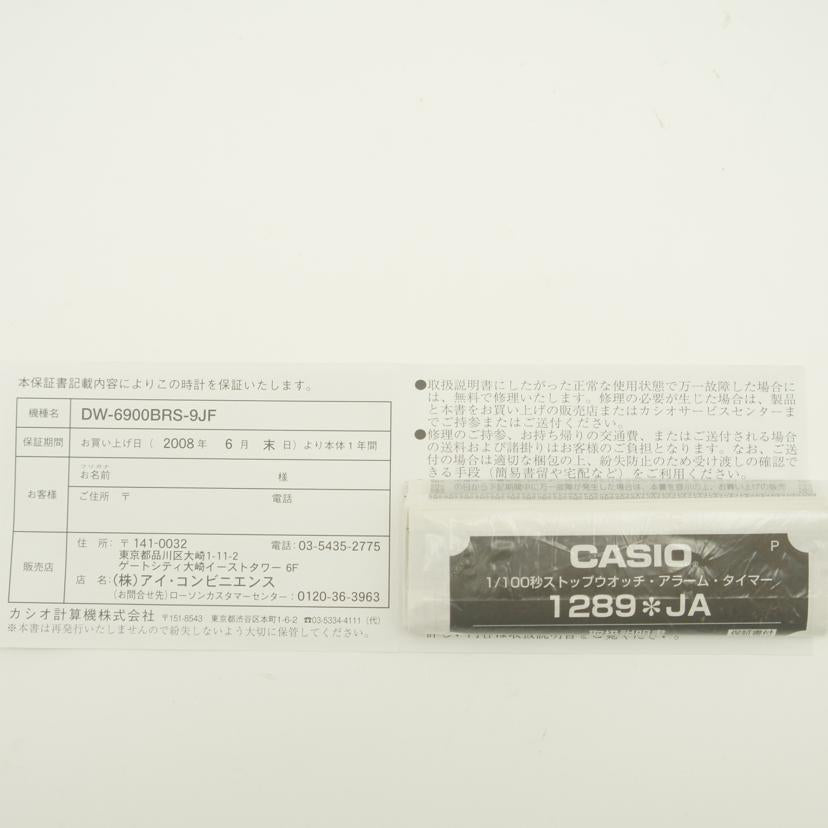 本保証書記載内容によりこの時計を保証いたします。
機種名 DW-6900BRS-9JF
保証期間 お買い上げ日（ 2008年 6月 末日）より本体1年間
お客様
フリガナ
お名前 様
ご住所 〒 電話
販売店
住 所：〒141-0032 電話：03-5435-2775
東京都品川区大崎1-11-2
ゲートシティ大崎イーストタワー 6F
店 名：(株)アイ・コンビニエンス
(お問合せ先)ローソンカスタマーセンター：0120-36-3963
カシオ計算機株式会社 〒151-8543 東京都渋谷区本町1-6-2 ☎03-5334-4111（代）
※本書は再発行いたしませんので紛失しないよう大切に保管してください。
●取扱説明書にしたがった正常な使用状態で万一故障した場合に
は、無料で修理いたします。修理の必要が生じた場合は、製品
と本書をお買い上げの販売店またはカシオサービスセンターま
でご持参またはご送付ください。
●修理のご持参、お持ち帰りの交通費、またはご送付される場合
の送料および諸掛りはお客様のご負担となります。なお、ご送
付の場合は適切な梱包の上、紛失防止のため受け渡しの確認で
きる手段（簡易書留や宅配など）をご利用ください。
CASIO P
1/100秒ストップウオッチ・アラーム・タイマー
1289＊JA
取扱説明書 保証書付